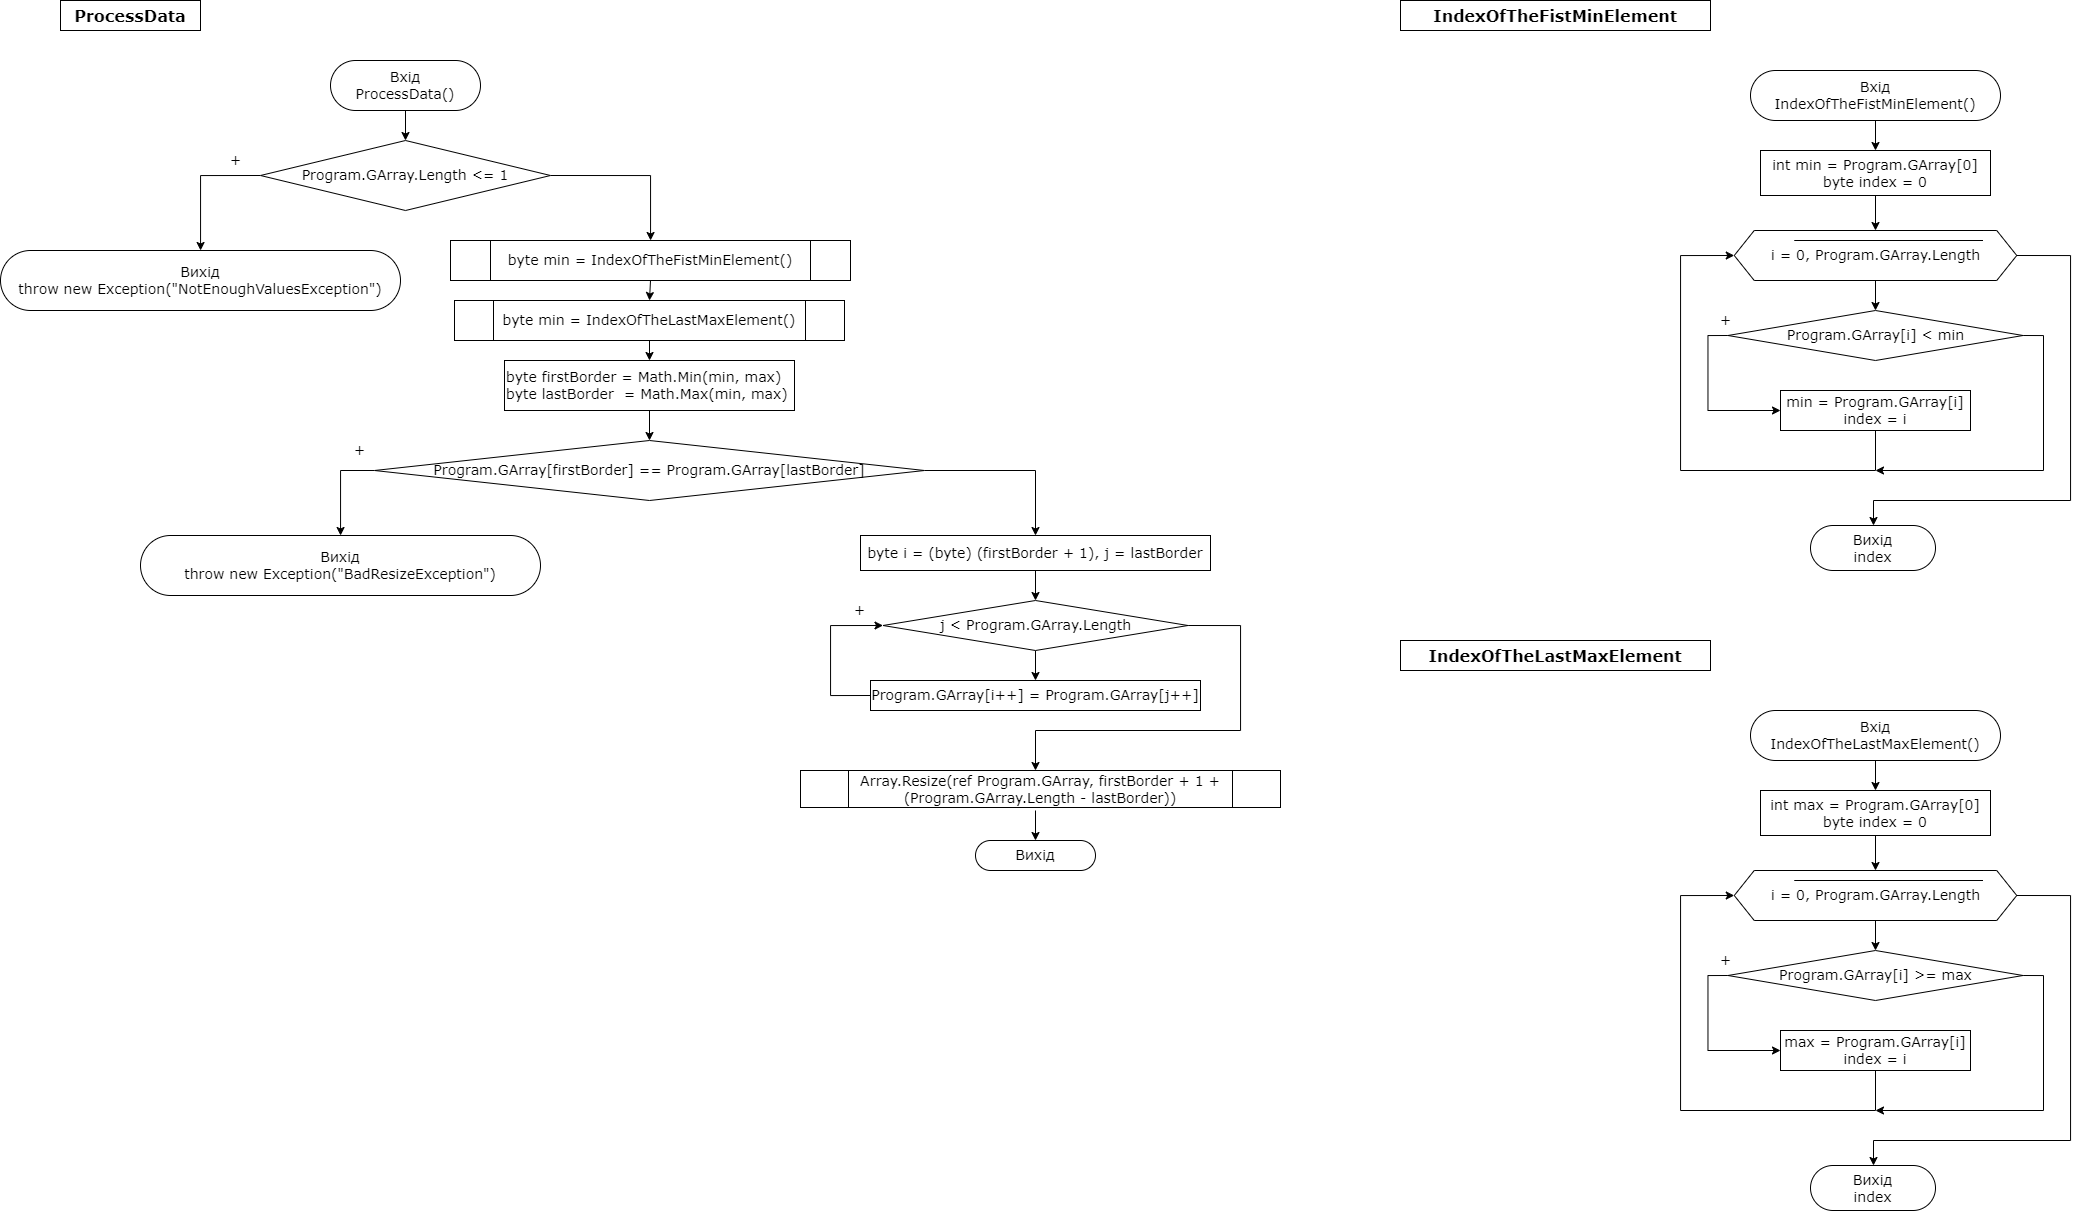 ProcessData
Вхід
ProcessData()
Program.GArray.Length <= 1
+
Вихід
throw new Exception("NotEnoughValuesException")
byte min = IndexOfTheFistMinElement()
byte min = IndexOfTheLastMaxElement()
byte firstBorder = Math.Min(min, max)
byte lastBorder  = Math.Max(min, max)
+
Program.GArray[firstBorder] == Program.GArray[lastBorder]
Вихід
throw new Exception("BadResizeException")
byte i = (byte) (firstBorder + 1), j = lastBorder
+
j < Program.GArray.Length
Program.GArray[i++] = Program.GArray[j++]
Array.Resize(ref Program.GArray, firstBorder + 1 +
(Program.GArray.Length - lastBorder))
Вихід
IndexOfTheFistMinElement
Вхід
IndexOfTheFistMinElement()
int min = Program.GArray[0]
byte index = 0
i = 0, Program.GArray.Length
+
Program.GArray[i] < min
min = Program.GArray[i]
index = i
Вихід
index
IndexOfTheLastMaxElement
Вхід
IndexOfTheLastMaxElement()
int max = Program.GArray[0]
byte index = 0
i = 0, Program.GArray.Length
+
Program.GArray[i] >= max
max = Program.GArray[i]
index = i
Вихід
index